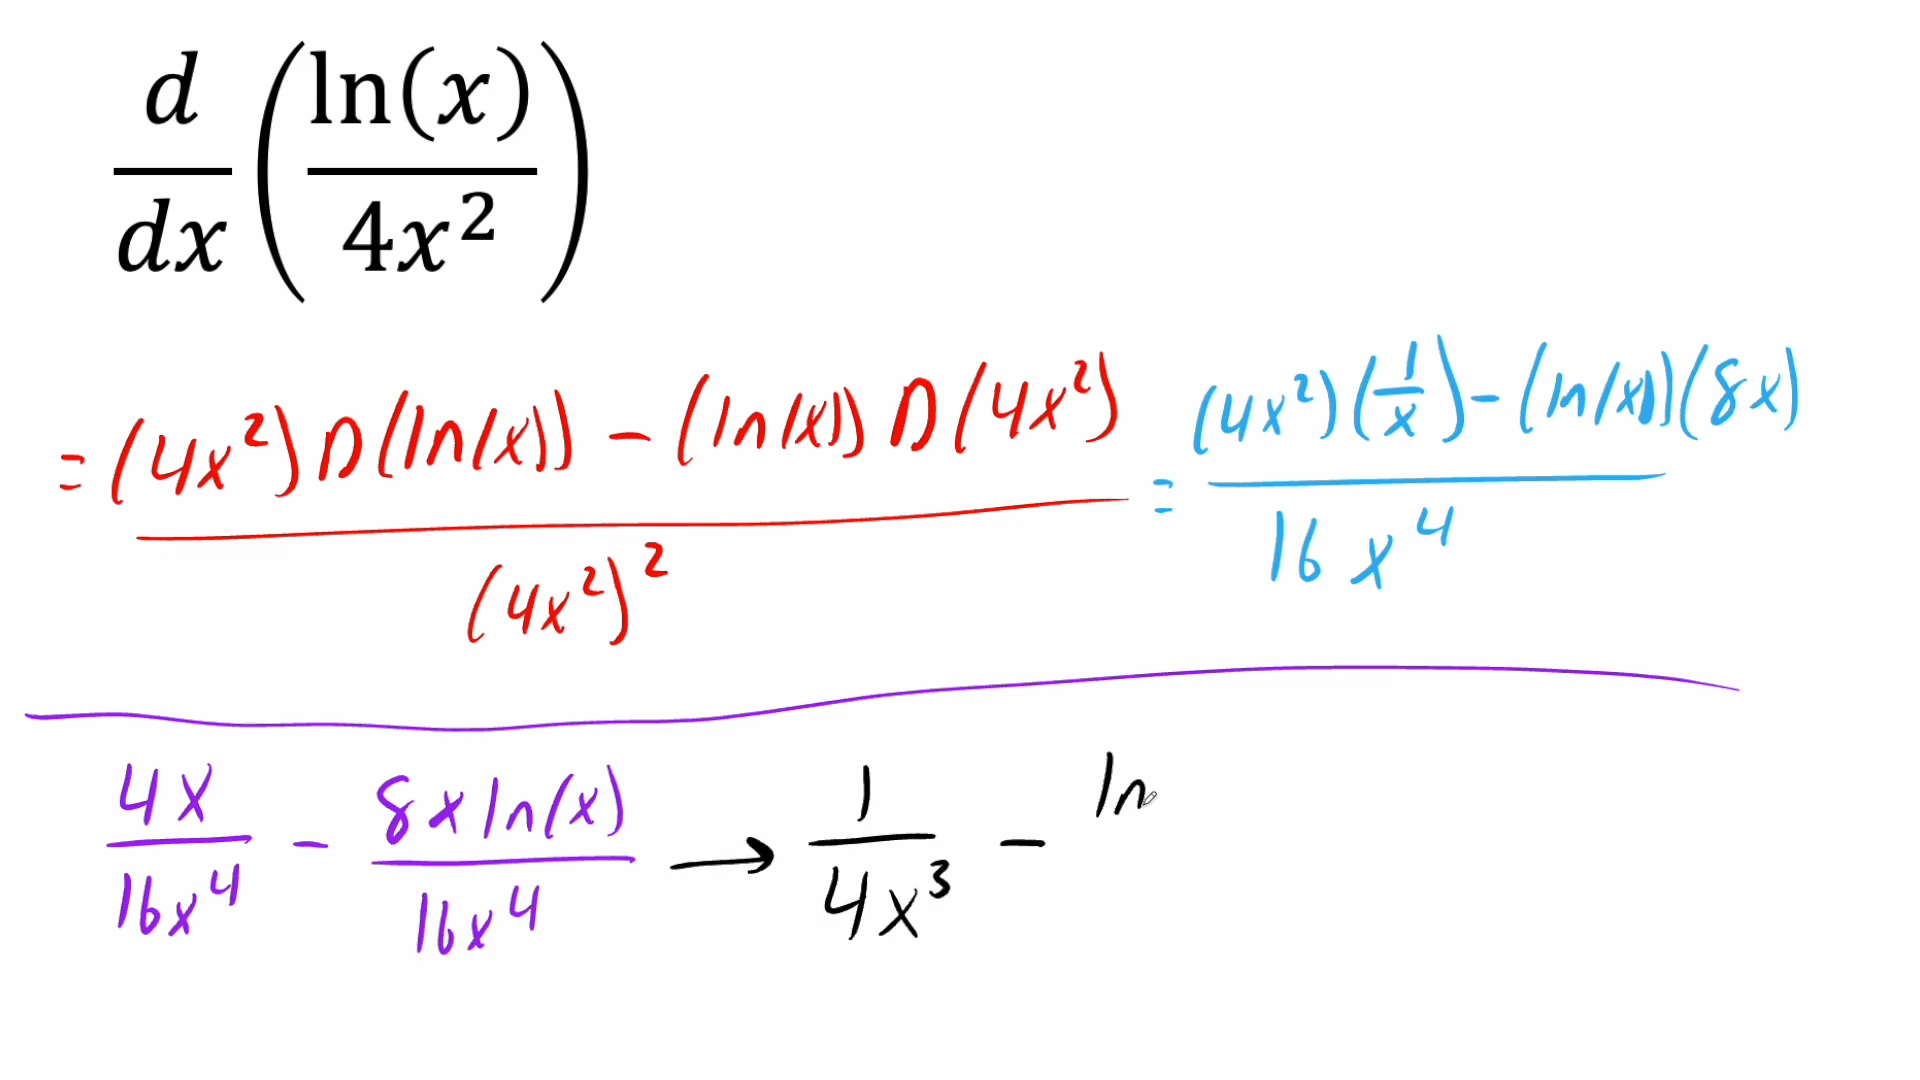 d/dx (ln(x)/4x²)
= ((4x²) D(ln(x)) − (ln(x)) D(4x²))/(4x²)² = ((4x²)(1/x) − (ln(x))(8x))/16x⁴
4x/16x⁴ − 8x ln(x)/16x⁴ → 1/4x³ − ln